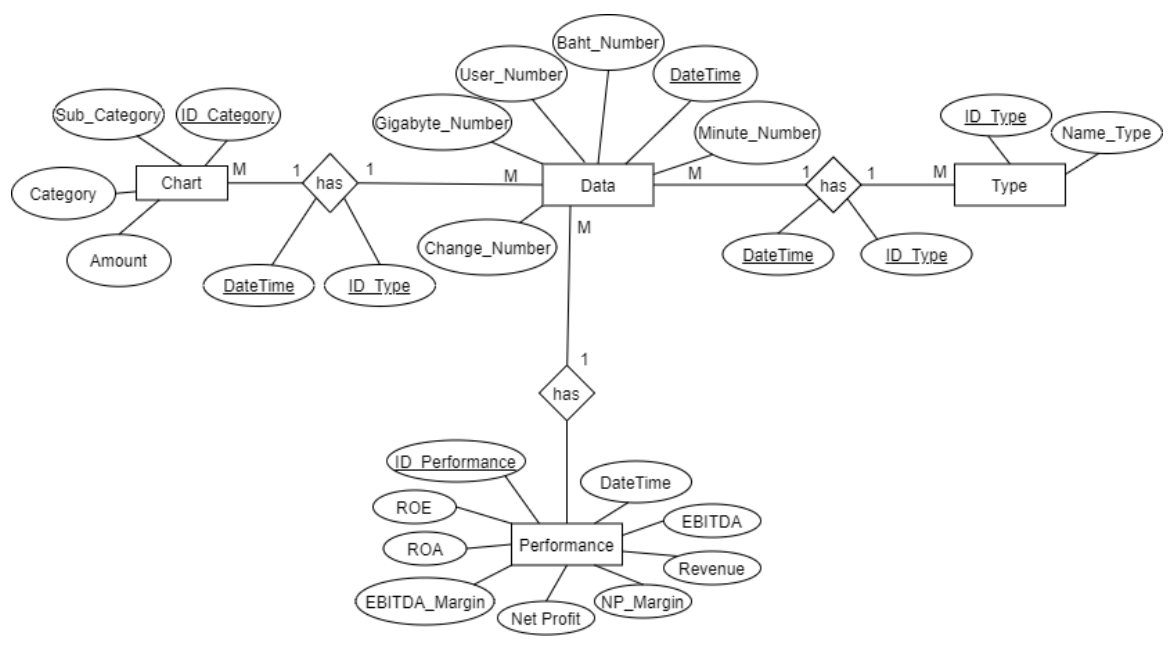 Baht_Number
User_Number
DateTime
Sub_Category
ID_Category
Gigabyte_Number
Minute_Number
ID_Type
Name_Type
Category
Chart
M
1
has
1
M
Data
M
1
has
1
M
Type
Amount
DateTime
ID_Type
Change_Number
M
DateTime
ID_Type
1
has
ID_Performance
DateTime
ROE
EBITDA
ROA
Performance
Revenue
EBITDA_Margin
Net Profit
NP_Margin